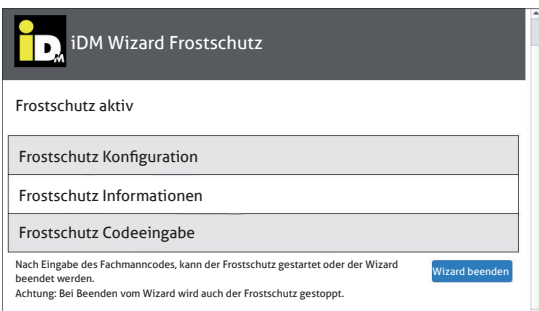 iDM iDM Wizard Frostschutz
Frostschutz aktiv
Frostschutz Konfiguration
Frostschutz Informationen
Frostschutz Codeeingabe
Nach Eingabe des Fachmanncodes, kann der Frostschutz gestartet oder der Wizard
beendet werden.
Achtung: Bei Beenden vom Wizard wird auch der Frostschutz gestoppt.
Wizard beenden